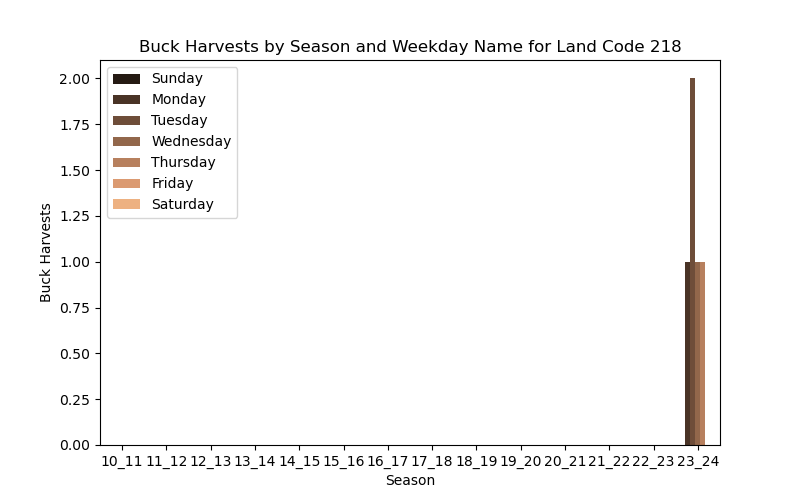 Buck Harvests by Season and Weekday Name for Land Code 218
2.00
1.75
1.50
1.25
1.00
0.75
0.50
0.25
0.00
Buck Harvests
Sunday
Monday
Tuesday
Wednesday
Thursday
Friday
Saturday
10_11 11_12 12_13 13_14 14_15 15_16 16_17 17_18 18_19 19_20 20_21 21_22 22_23 23_24
Season